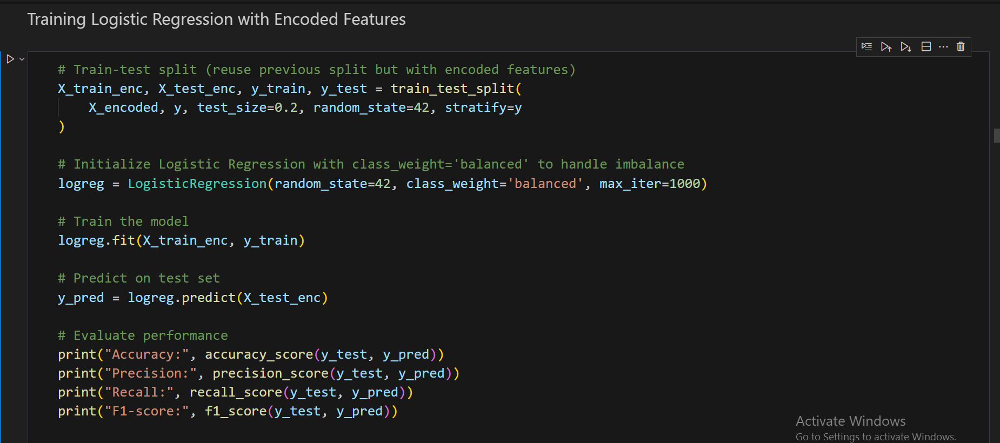 Training Logistic Regression with Encoded Features
# Train-test split (reuse previous split but with encoded features)
X_train_enc, X_test_enc, y_train, y_test = train_test_split(
    X_encoded, y, test_size=0.2, random_state=42, stratify=y
)
# Initialize Logistic Regression with class_weight='balanced' to handle imbalance
logreg = LogisticRegression(random_state=42, class_weight='balanced', max_iter=1000)
# Train the model
logreg.fit(X_train_enc, y_train)
# Predict on test set
y_pred = logreg.predict(X_test_enc)
# Evaluate performance
print("Accuracy:", accuracy_score(y_test, y_pred))
print("Precision:", precision_score(y_test, y_pred))
print("Recall:", recall_score(y_test, y_pred))
print("F1-score:", f1_score(y_test, y_pred))
Activate Windows
Go to Settings to activate Windows.